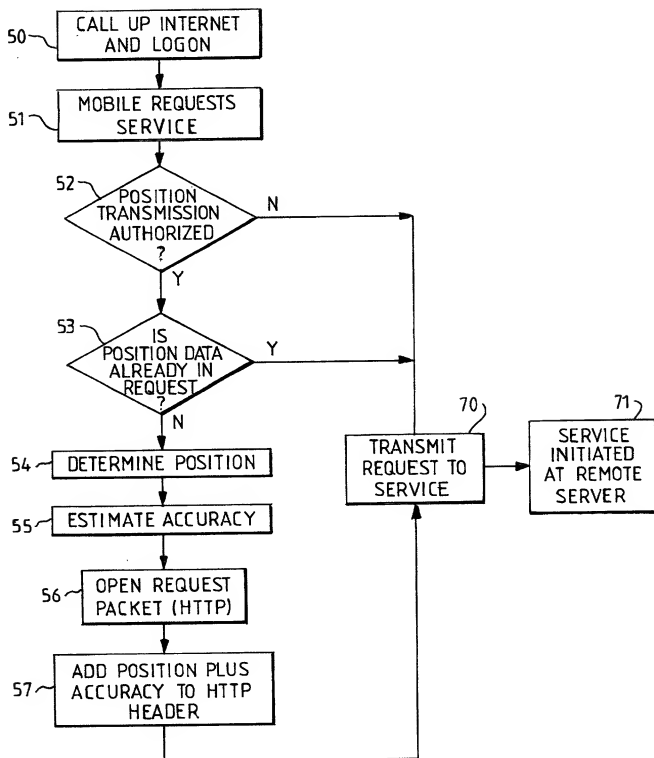 50
CALL UP INTERNET
AND LOGON
51
MOBILE REQUESTS
SERVICE
52
POSITION
TRANSMISSION
AUTHORIZED
?
N
Y
53
IS
POSITION DATA
ALREADY IN
REQUEST
?
Y
N
54
DETERMINE POSITION
55
ESTIMATE ACCURACY
56
OPEN REQUEST
PACKET (HTTP)
57
ADD POSITION PLUS
ACCURACY TO HTTP
HEADER
70
TRANSMIT
REQUEST TO
SERVICE
71
SERVICE
INITIATED
AT REMOTE
SERVER